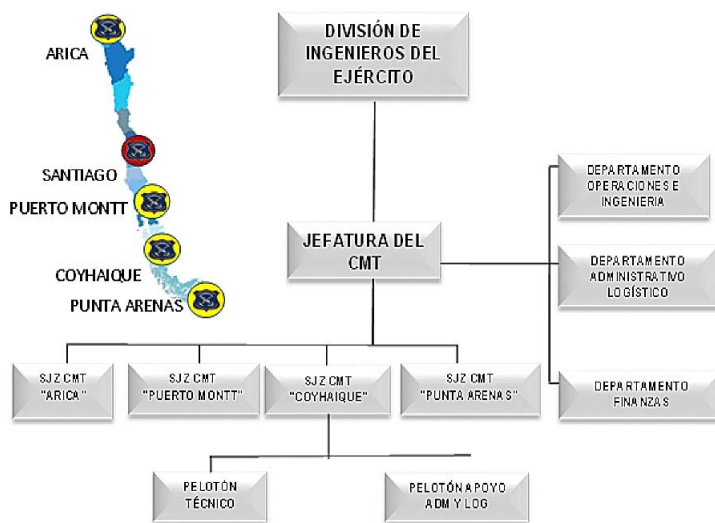 ARICA
SANTIAGO
PUERTO MONTT
COYHAIQUE
PUNTA ARENAS
DIVISIÓN DE
INGENIEROS DEL
EJÉRCITO
JEFATURA DEL
CMT
DEPARTAMENTO
OPERACIONES E
INGENIERIA
DEPARTAMENTO
ADMINISTRATIVO
LOGÍSTICO
DEPARTAMENTO
FINANZAS
SJZ CMT
"ARICA"
SJZ CMT
"PUERTO MONTT"
SJZ CMT
"COYHAIQUE"
SJZ CMT
"PUNTA ARENAS"
PELOTÓN
TÉCNICO
PELOTÓN APOYO
ADM Y LOG